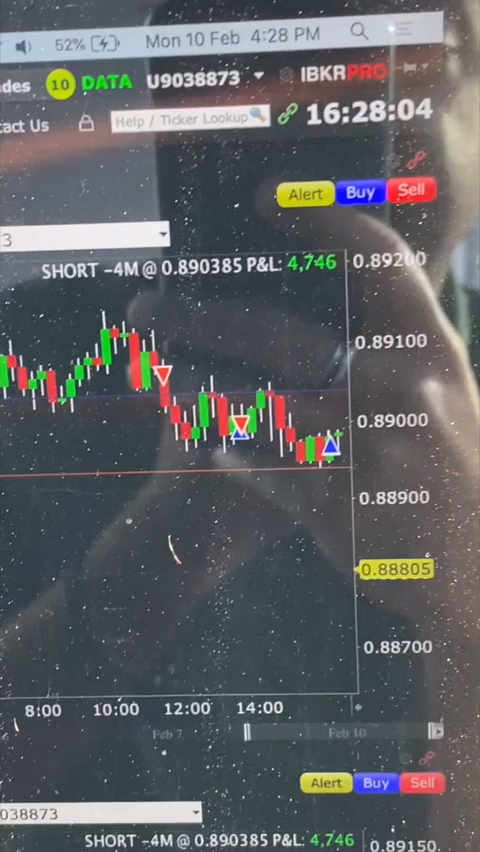 52% Mon 10 Feb 4:28 PM
des 10 DATA U9038873 IBKRPRO
tact Us Help / Ticker Lookup 16:28:04
Alert Buy Sell
3
SHORT -4M @ 0.890385 P&L: 4,746 0.89200
0.89100
0.89000
0.88900
0.88805
0.88700
8:00 10:00 12:00 14:00
Feb 7 Feb 10
Alert Buy Sell
038873
SHORT -4M @ 0.890385 P&L: 4,746 0.89150